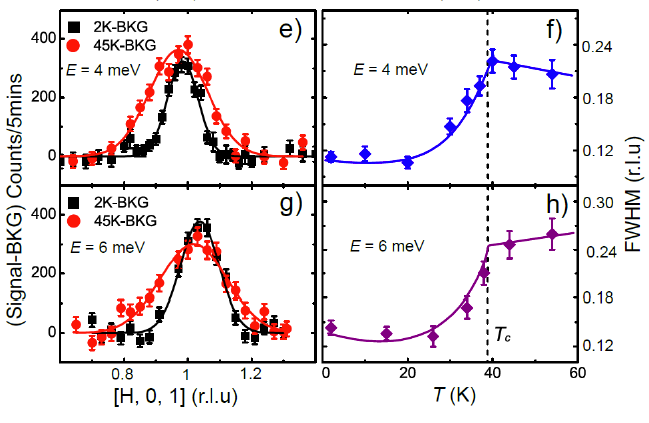 e)
2K-BKG
45K-BKG
E = 4 meV
400
200
0
f)
E = 4 meV
0.24
0.18
0.12
(Signal-BKG) Counts/5mins
FWHM (r.l.u)
g)
2K-BKG
45K-BKG
E = 6 meV
400
200
0
0.8
1
1.2
[H, 0, 1] (r.l.u)
h)
E = 6 meV
0.30
0.24
0.18
0.12
Tc
0
20
40
60
T (K)